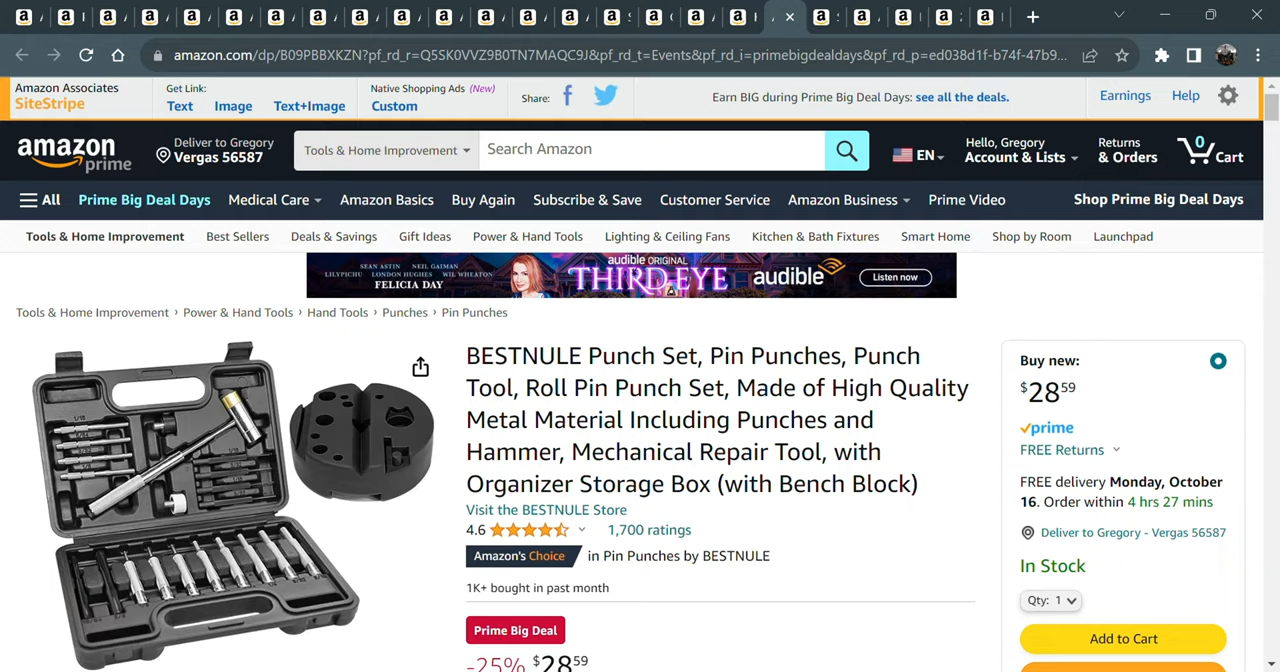 amazon.com/dp/B09PBBXKZN?pf_rd_r=Q5SK0VVZ9B0TN7MAQC9J&pf_rd_t=Events&pf_rd_i=primebigdealdays&pf_rd_p=ed038d1f-b74f-47b9...
Amazon Associates
SiteStripe
Get Link:
Text Image Text+Image
Native Shopping Ads (New)
Custom
Share:
Earn BIG during Prime Big Deal Days: see all the deals.
Earnings Help
amazon
prime
Deliver to Gregory
Vergas 56587
Tools & Home Improvement
Search Amazon
EN
Hello, Gregory
Account & Lists
Returns
& Orders
0
Cart
All Prime Big Deal Days Medical Care Amazon Basics Buy Again Subscribe & Save Customer Service Amazon Business Prime Video Shop Prime Big Deal Days
Tools & Home Improvement Best Sellers Deals & Savings Gift Ideas Power & Hand Tools Lighting & Ceiling Fans Kitchen & Bath Fixtures Smart Home Shop by Room Launchpad
SEAN ASTIN NEIL GAIMAN
LILYPICHU LONDON HUGHES WIL WHEATON
FELICIA DAY
audible ORIGINAL
THIRD EYE
audible
Listen now
Tools & Home Improvement › Power & Hand Tools › Hand Tools › Punches › Pin Punches
BESTNULE Punch Set, Pin Punches, Punch
Tool, Roll Pin Punch Set, Made of High Quality
Metal Material Including Punches and
Hammer, Mechanical Repair Tool, with
Organizer Storage Box (with Bench Block)
Visit the BESTNULE Store
4.6 1,700 ratings
Amazon's Choice in Pin Punches by BESTNULE
1K+ bought in past month
Prime Big Deal
-25% $2859
Buy new:
$2859
prime
FREE Returns
FREE delivery Monday, October
16. Order within 4 hrs 27 mins
Deliver to Gregory - Vergas 56587
In Stock
Qty: 1
Add to Cart